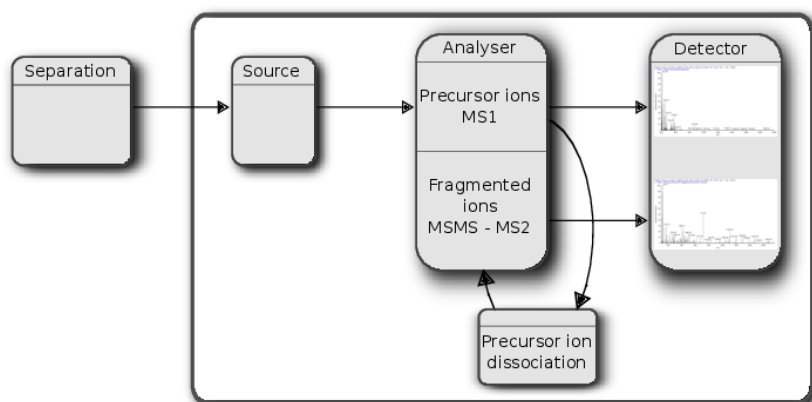 Separation
Source
Analyser
Precursor ions
MS1
Fragmented
ions
MSMS - MS2
Detector
Precursor ion
dissociation